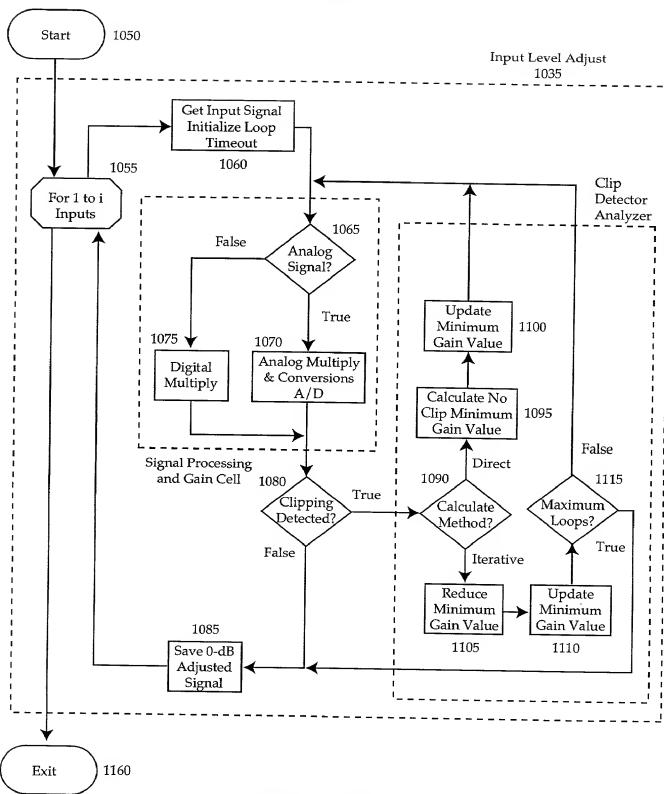 Start
1050
Input Level Adjust
1035
Get Input Signal
Initialize Loop
Timeout
1060
1055
For 1 to i
Inputs
Clip
Detector
Analyzer
1065
Analog
Signal?
False
True
1075
Digital
Multiply
1070
Analog Multiply
& Conversions
A/D
Update
Minimum
Gain Value
1100
Calculate No
Clip Minimum
Gain Value
1095
Signal Processing
and Gain Cell
1080
Clipping
Detected?
True
False
Direct
1090
Calculate
Method?
Iterative
False
1115
Maximum
Loops?
True
Reduce
Minimum
Gain Value
1105
Update
Minimum
Gain Value
1110
1085
Save 0-dB
Adjusted
Signal
Exit
1160